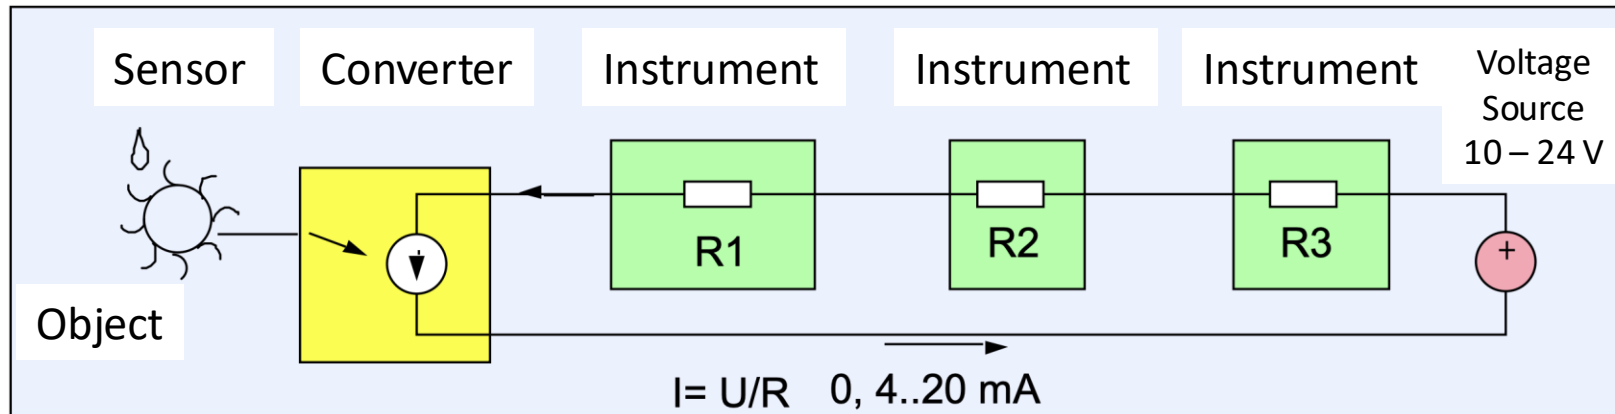 Sensor
Converter
Instrument
Instrument
Instrument
Voltage
Source
10 – 24 V
R1
R2
R3
+
Object
I= U/R 0, 4..20 mA